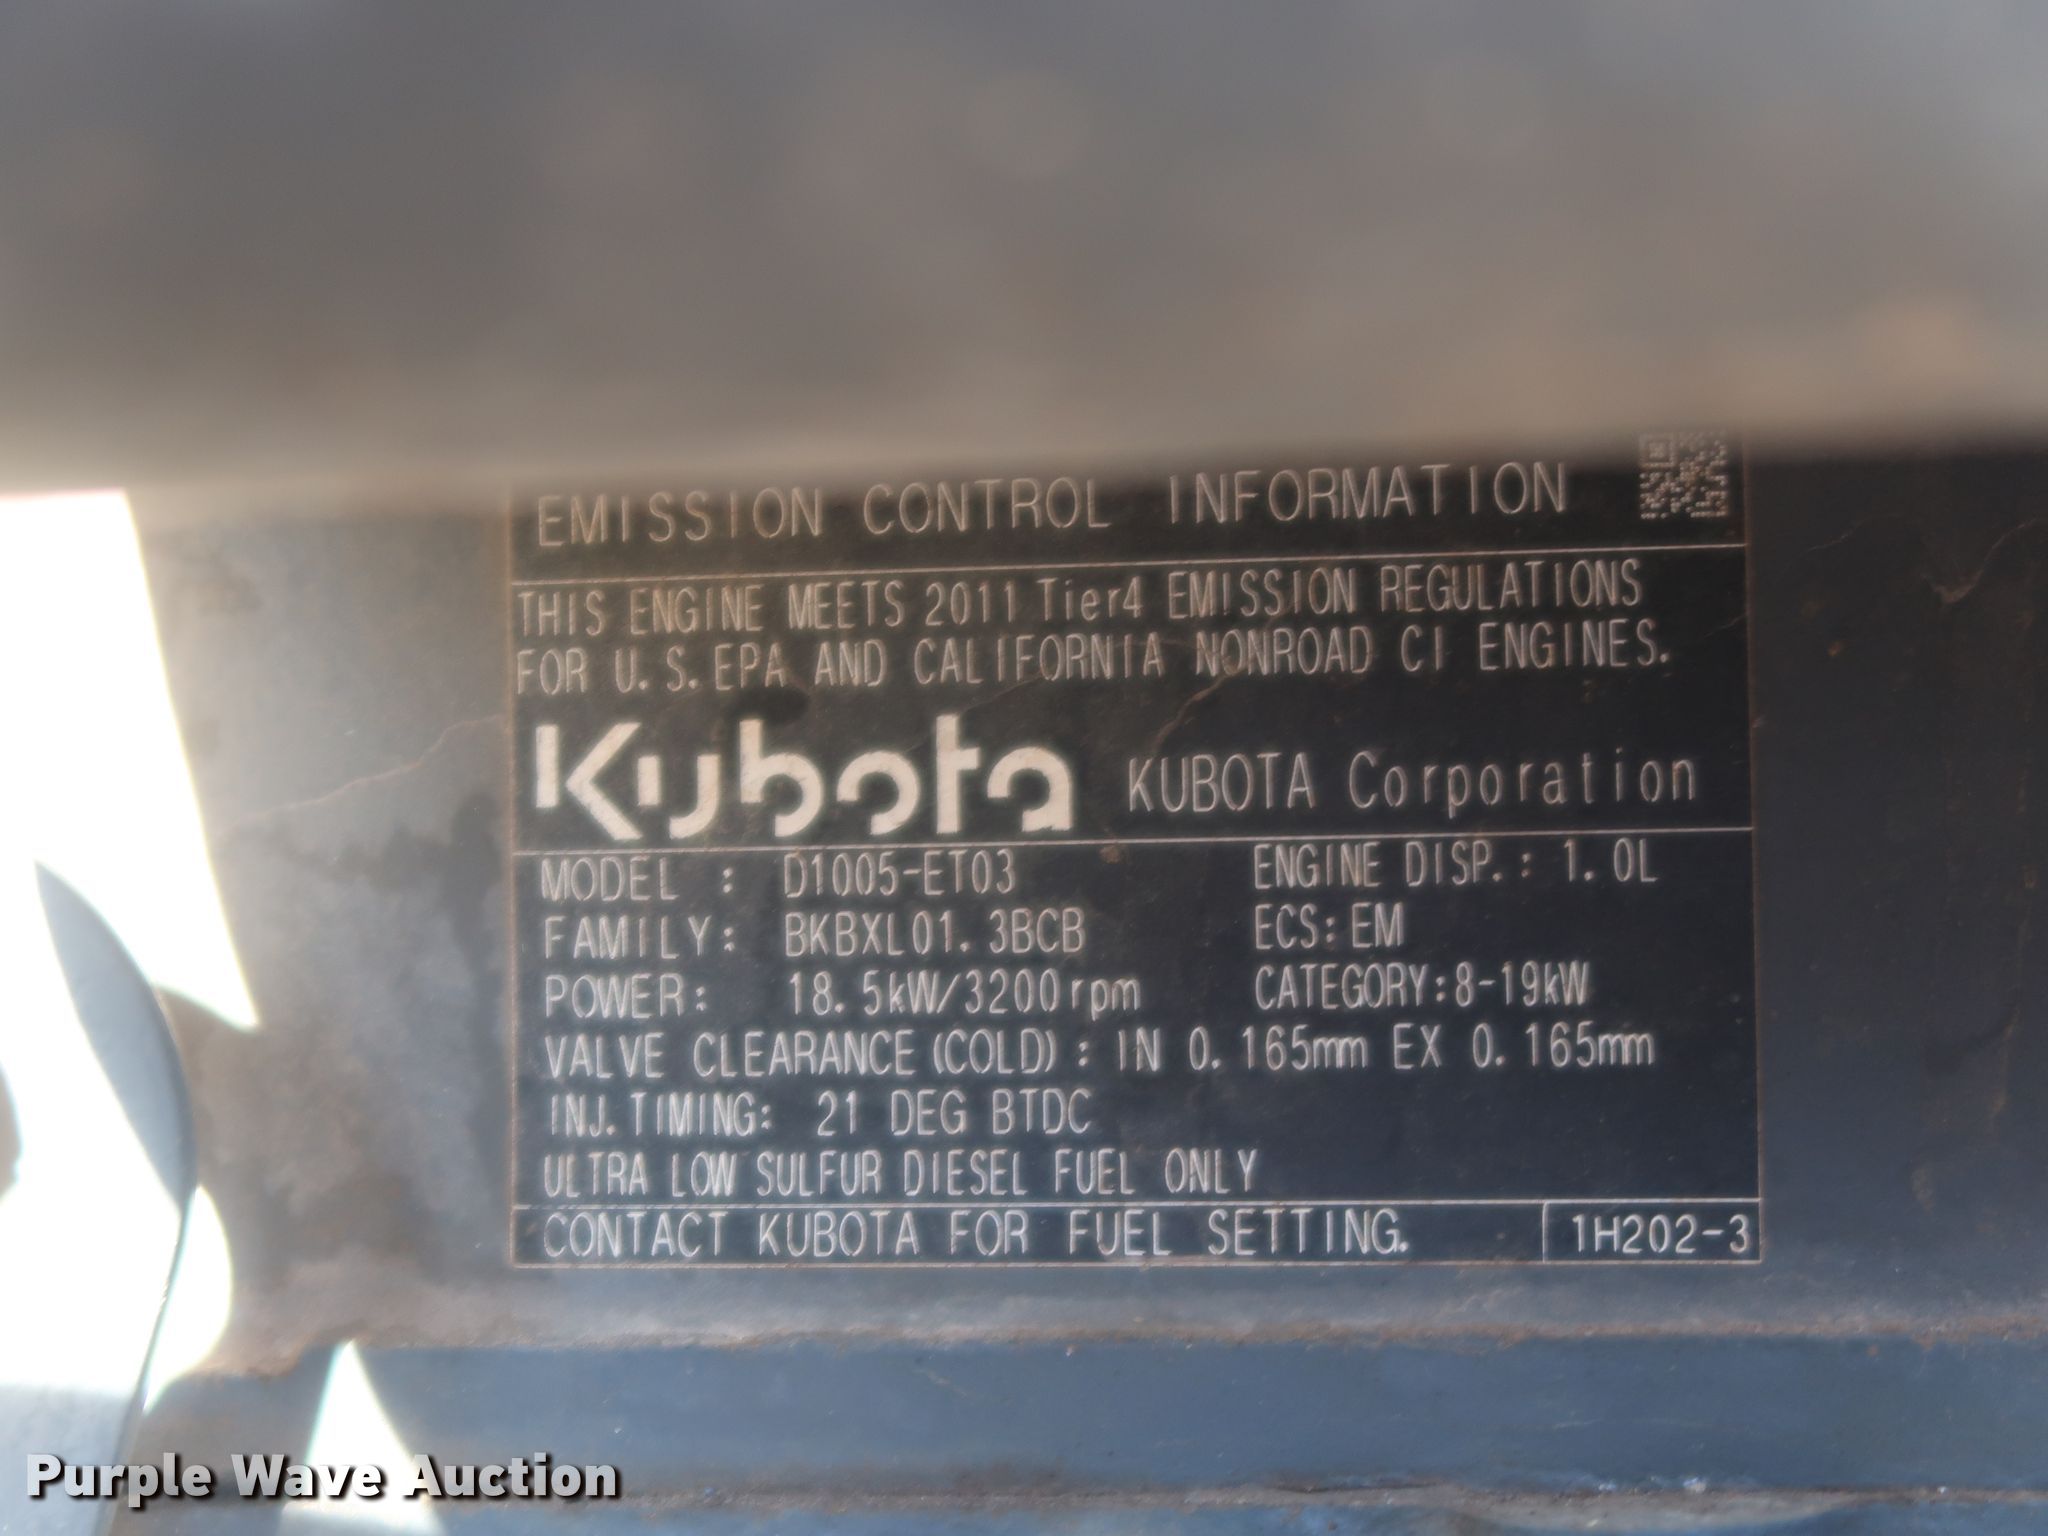 EMISSION CONTROL INFORMATION
THIS ENGINE MEETS 2011 Tier4 EMISSION REGULATIONS
FOR U.S.EPA AND CALIFORNIA NONROAD CI ENGINES.
Kubota KUBOTA Corporation
MODEL : D1005-ET03 ENGINE DISP.: 1.0L
FAMILY: BKBXL01.3BCB ECS:EM
POWER: 18.5kW/3200rpm CATEGORY:8-19kW
VALVE CLEARANCE(COLD): IN 0.165mm EX 0.165mm
INJ.TIMING: 21 DEG BTDC
ULTRA LOW SULFUR DIESEL FUEL ONLY
CONTACT KUBOTA FOR FUEL SETTING. 1H202-3
Purple Wave Auction